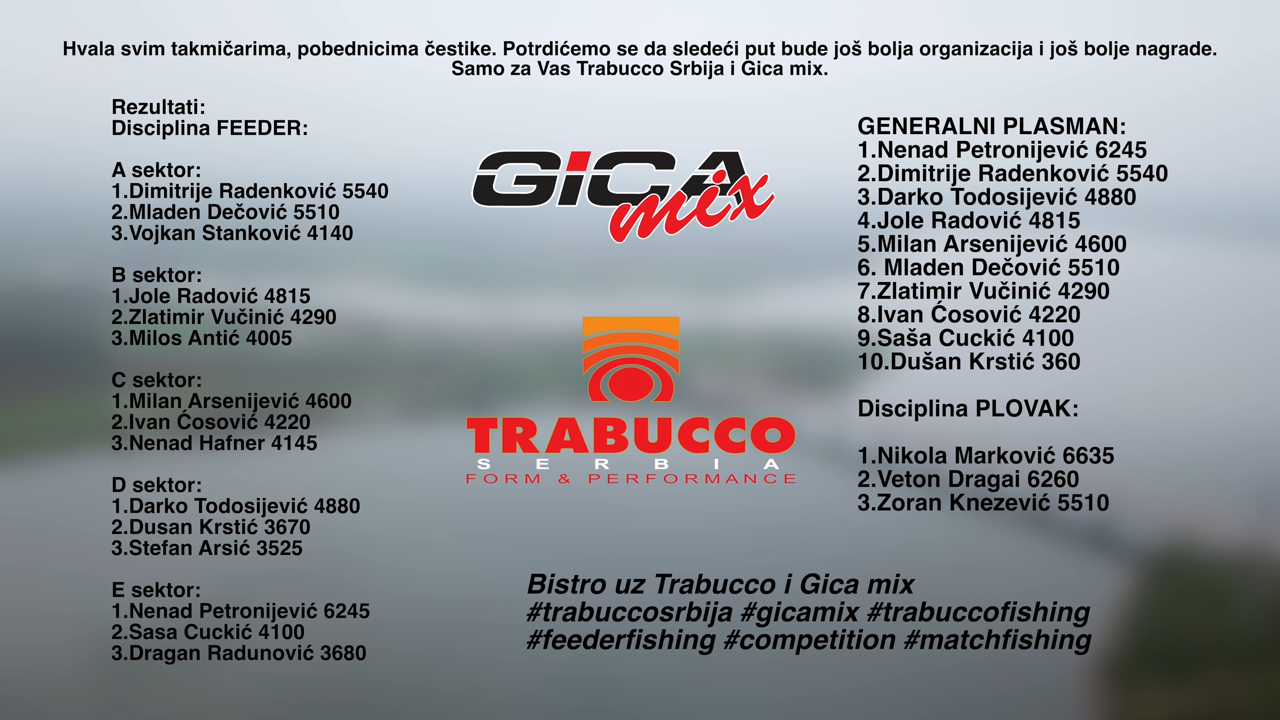 Hvala svim takmičarima, pobednicima čestike. Potrdićemo se da sledeći put bude još bolja organizacija i još bolje nagrade.
Samo za Vas Trabucco Srbija i Gica mix.
Rezultati:
Disciplina FEEDER:
A sektor:
1.Dimitrije Radenković 5540
2.Mladen Dečović 5510
3.Vojkan Stanković 4140
B sektor:
1.Jole Radović 4815
2.Zlatimir Vučinić 4290
3.Milos Antić 4005
C sektor:
1.Milan Arsenijević 4600
2.Ivan Ćosović 4220
3.Nenad Hafner 4145
D sektor:
1.Darko Todosijević 4880
2.Dusan Krstić 3670
3.Stefan Arsić 3525
E sektor:
1.Nenad Petronijević 6245
2.Sasa Cuckić 4100
3.Dragan Radunović 3680
GICA
mix
TRABUCCO
SERBIA
FORM & PERFORMANCE
GENERALNI PLASMAN:
1.Nenad Petronijević 6245
2.Dimitrije Radenković 5540
3.Darko Todosijević 4880
4.Jole Radović 4815
5.Milan Arsenijević 4600
6. Mladen Dečović 5510
7.Zlatimir Vučinić 4290
8.Ivan Ćosović 4220
9.Saša Cuckić 4100
10.Dušan Krstić 360
Disciplina PLOVAK:
1.Nikola Marković 6635
2.Veton Dragai 6260
3.Zoran Knezević 5510
Bistro uz Trabucco i Gica mix
#trabuccosrbija #gicamix #trabuccofishing
#feederfishing #competition #matchfishing